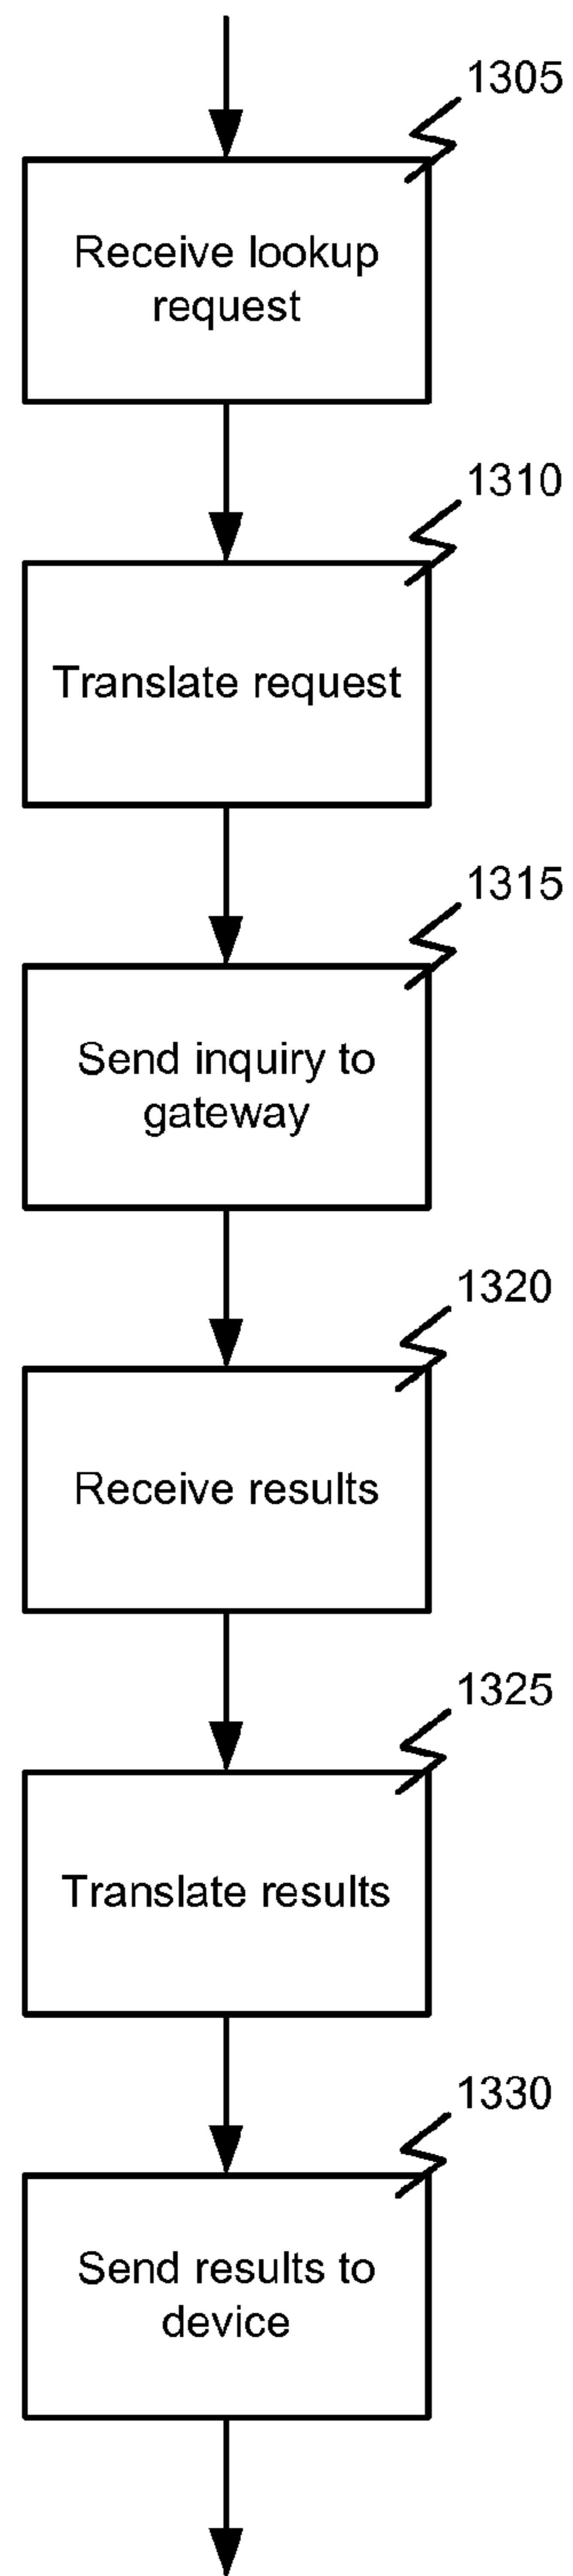 1305
Receive lookup
request
1310
Translate request
1315
Send inquiry to
gateway
1320
Receive results
1325
Translate results
1330
Send results to
device